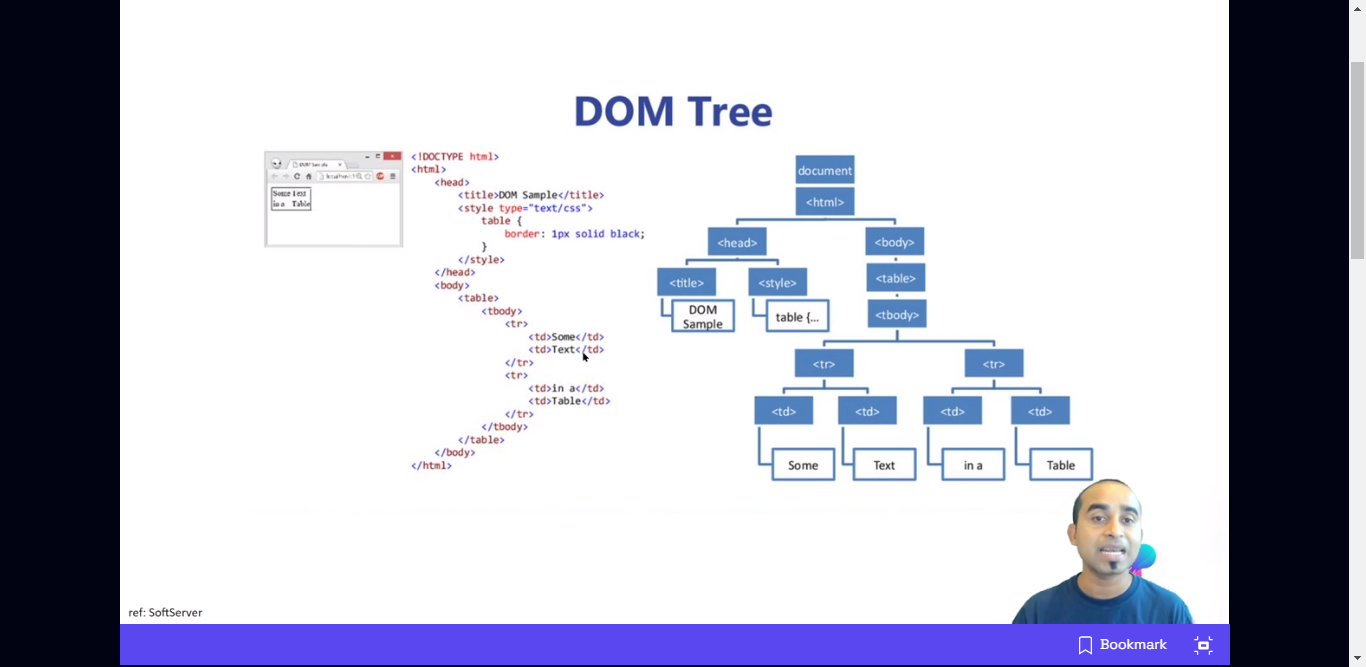 DOM Tree
Some Text
in a Table
<!DOCTYPE html>
<html>
<head>
<title>DOM Sample</title>
<style type="text/css">
table {
border: 1px solid black;
}
</style>
</head>
<body>
<table>
<tbody>
<tr>
<td>Some</td>
<td>Text</td>
</tr>
<tr>
<td>in a</td>
<td>Table</td>
</tr>
</tbody>
</table>
</body>
</html>
document
<html>
<head> <body>
<title> <style> <table>
DOM
Sample
table {...
<tbody>
<tr> <tr>
<td> <td> <td> <td>
Some Text in a Table
ref: SoftServer
Bookmark